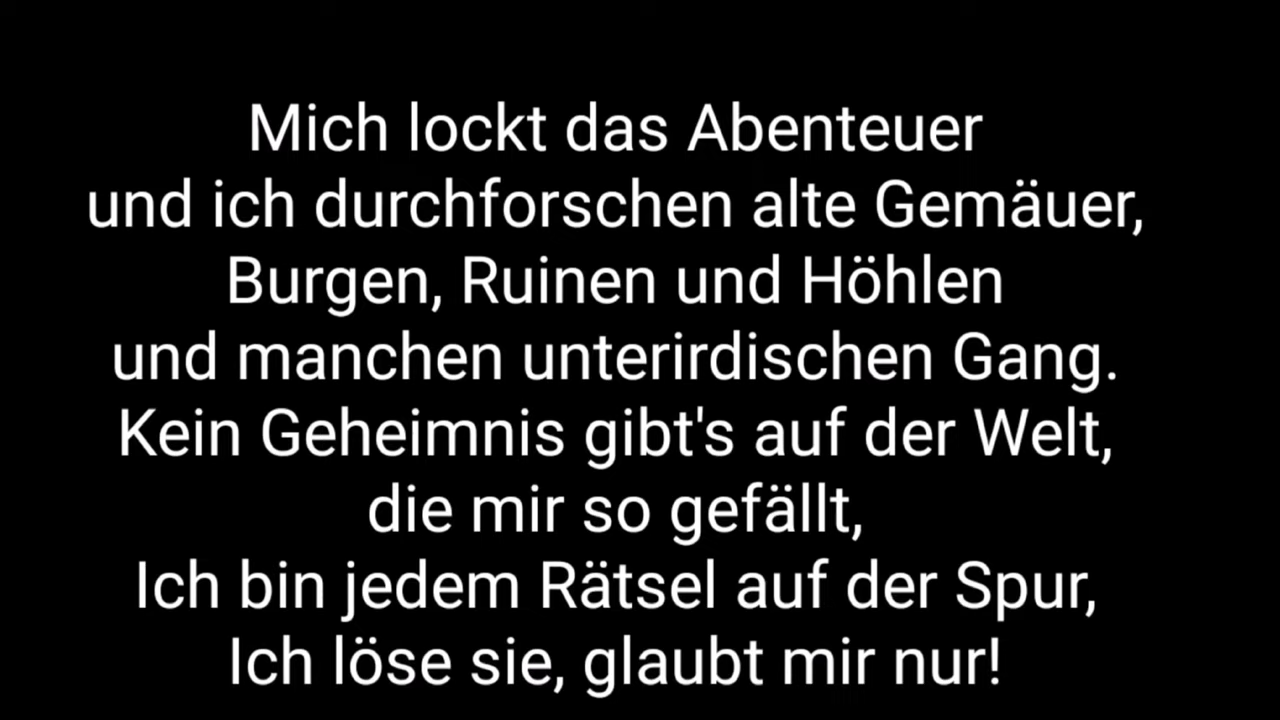 Mich lockt das Abenteuer
und ich durchforschen alte Gemäuer,
Burgen, Ruinen und Höhlen
und manchen unterirdischen Gang.
Kein Geheimnis gibt's auf der Welt,
die mir so gefällt,
Ich bin jedem Rätsel auf der Spur,
Ich löse sie, glaubt mir nur!